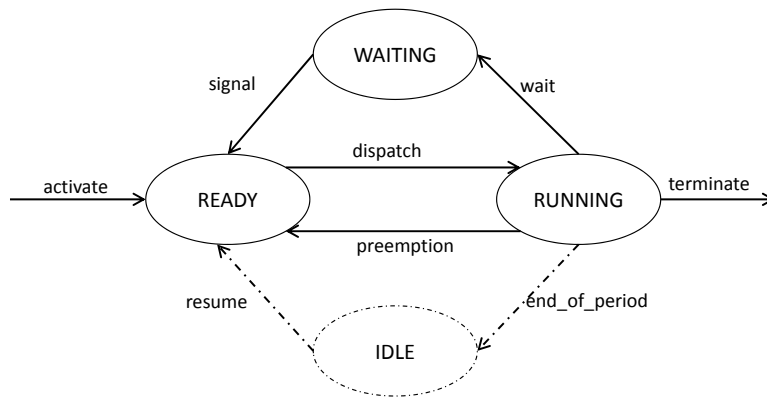 WAITING
signal
wait
dispatch
activate
READY
RUNNING
terminate
preemption
resume
end_of_period
IDLE